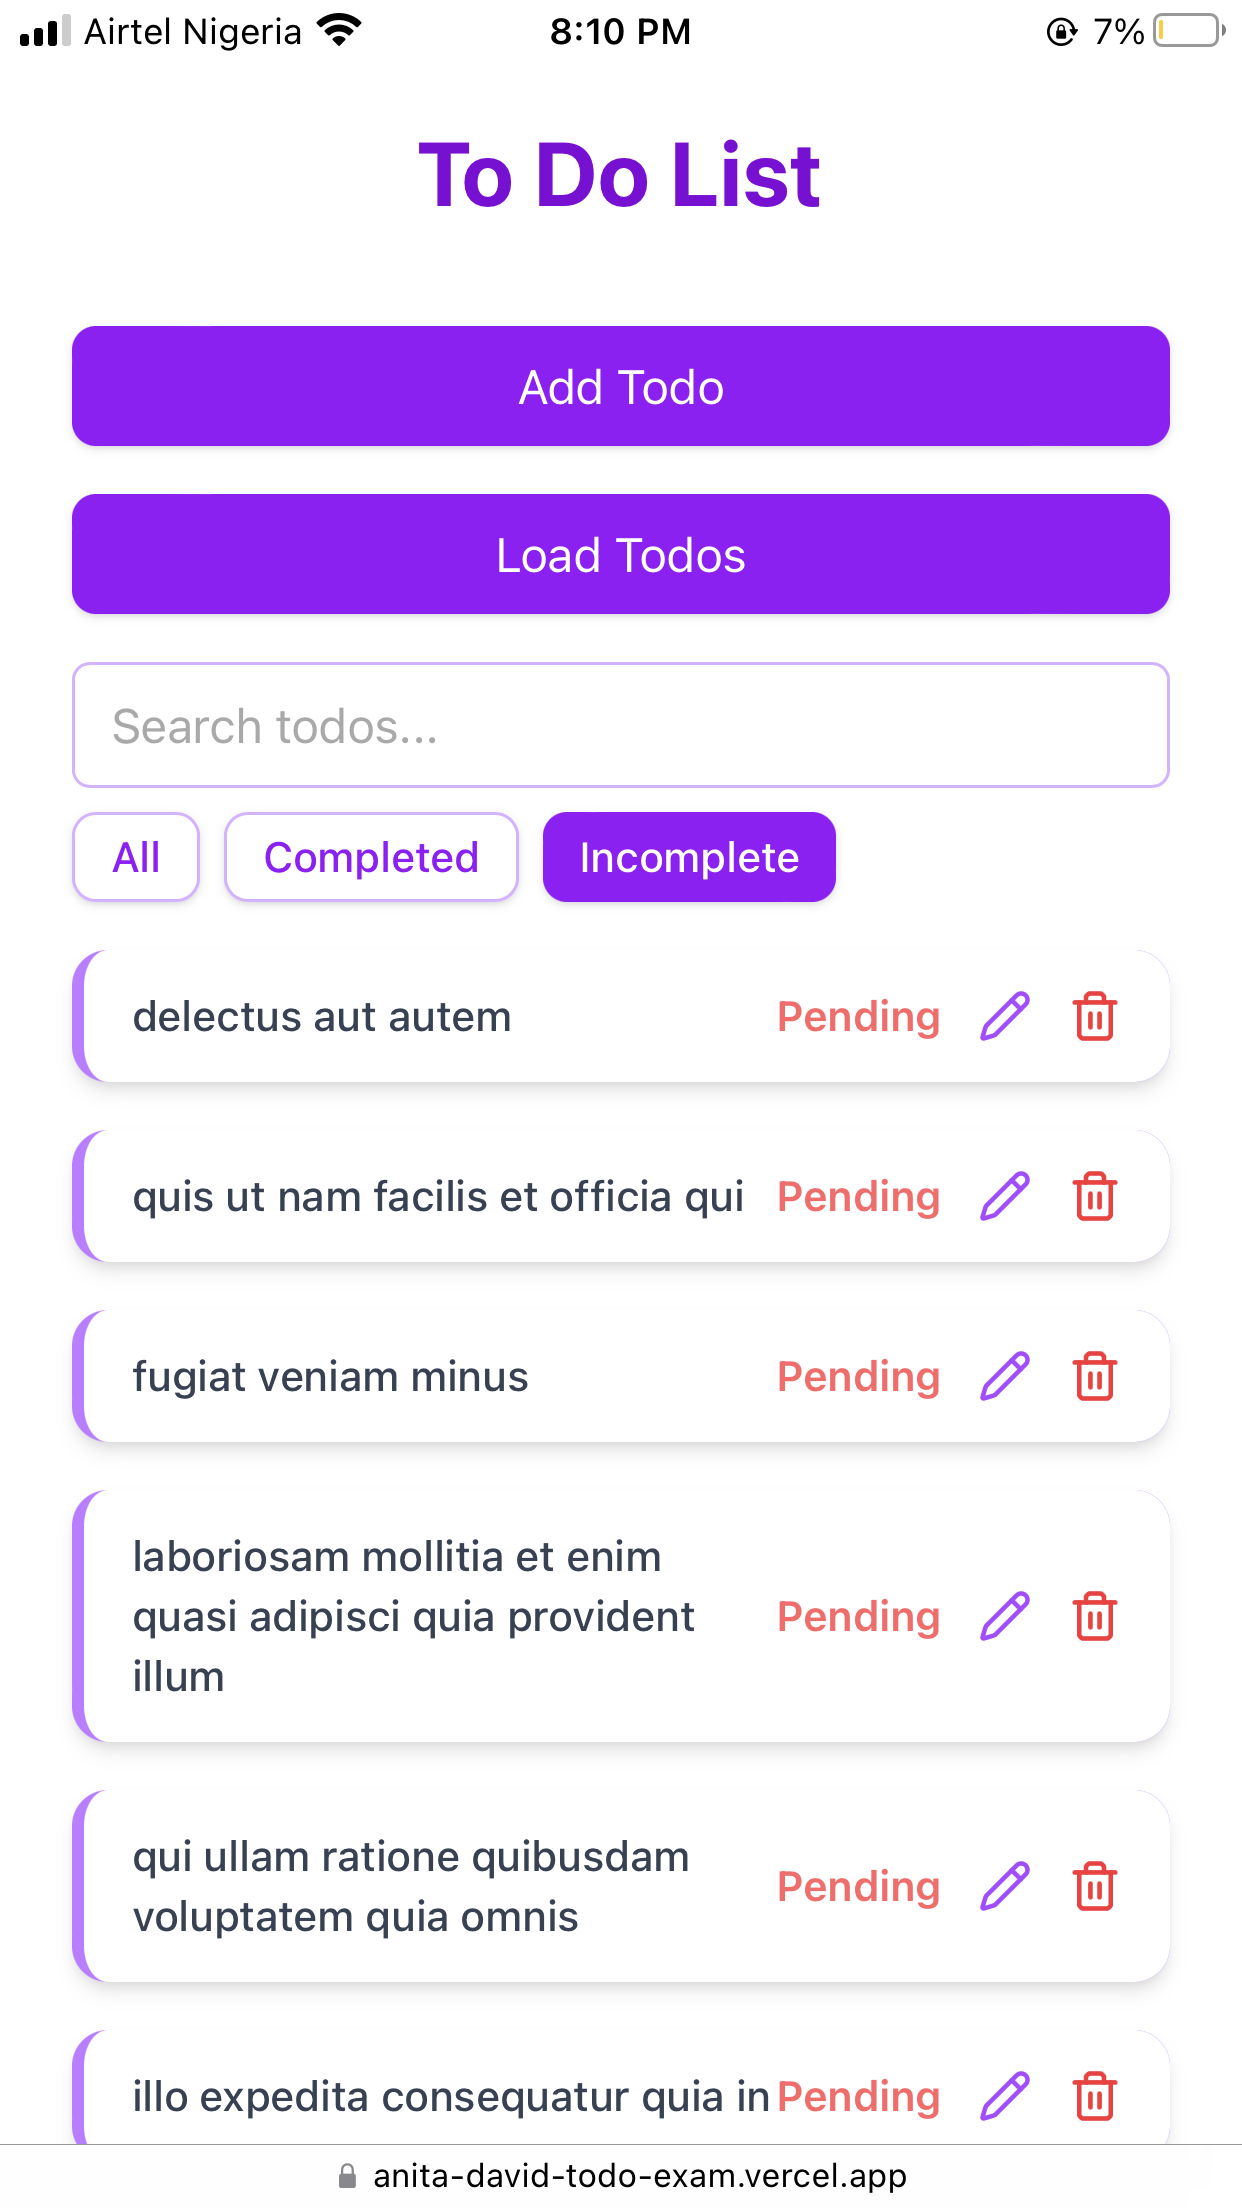 Airtel Nigeria 8:10 PM 7%
To Do List
Add Todo
Load Todos
Search todos...
All Completed Incomplete
delectus aut autem Pending
quis ut nam facilis et officia qui Pending
fugiat veniam minus Pending
laboriosam mollitia et enim
quasi adipisci quia provident
illum
Pending
qui ullam ratione quibusdam
voluptatem quia omnis
Pending
illo expedita consequatur quia in Pending
anita-david-todo-exam.vercel.app